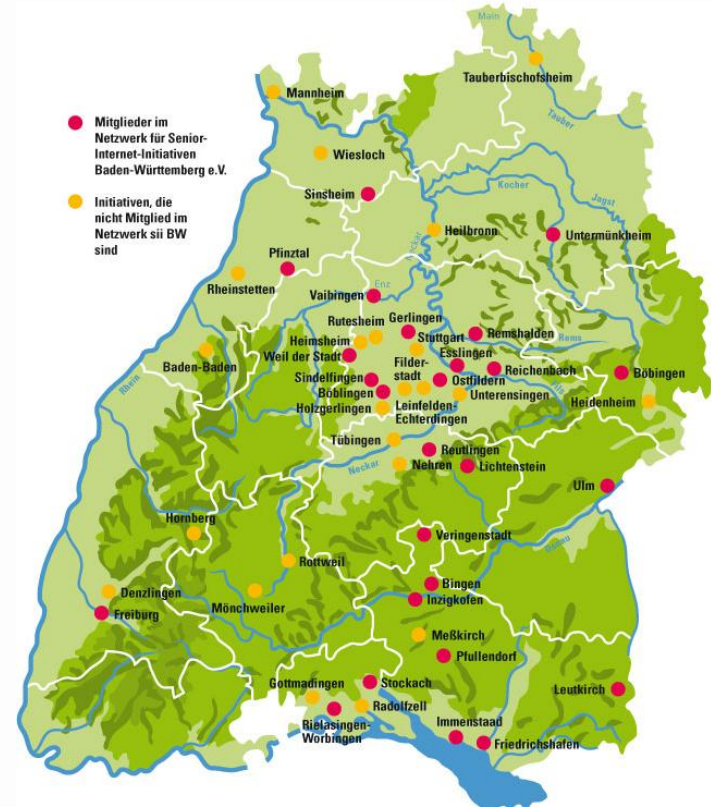 Main
Tauberbischofsheim
Mannheim
Tauber
Mitglieder im
Netzwerk für Senior-
Internet-Initiativen
Baden-Württemberg e.V.
Wiesloch
Kocher
Jagst
Sinsheim
Initiativen, die
nicht Mitglied im
Netzwerk sii BW
sind
Heilbronn
Untermünkheim
Neckar
Pfinztal
Rheinstetten
Enz
Vaibingen
Rutesheim
Gerlingen
Heimsheim
Stuttgart
Remshalden
Rems
Weil der Stadt
Esslingen
Baden-Baden
Filder-
stadt
Reichenbach
Böbingen
Sindelfingen
Ostfildern
Fils
Rhein
Böblingen
Unterensingen
Heidenheim
Holzgerlingen
Leinfelden-
Echterdingen
Tübingen
Reutlingen
Neckar
Nehren
Lichtenstein
Ulm
Hornberg
Veringenstadt
Donau
Rottweil
Bingen
Denzlingen
Mönchweiler
Inzigkofen
Freiburg
Meßkirch
Pfullendorf
Gottmadingen
Stockach
Leutkirch
Radolfzell
Rielasingen-
Worbingen
Immenstaad
Friedrichshafen